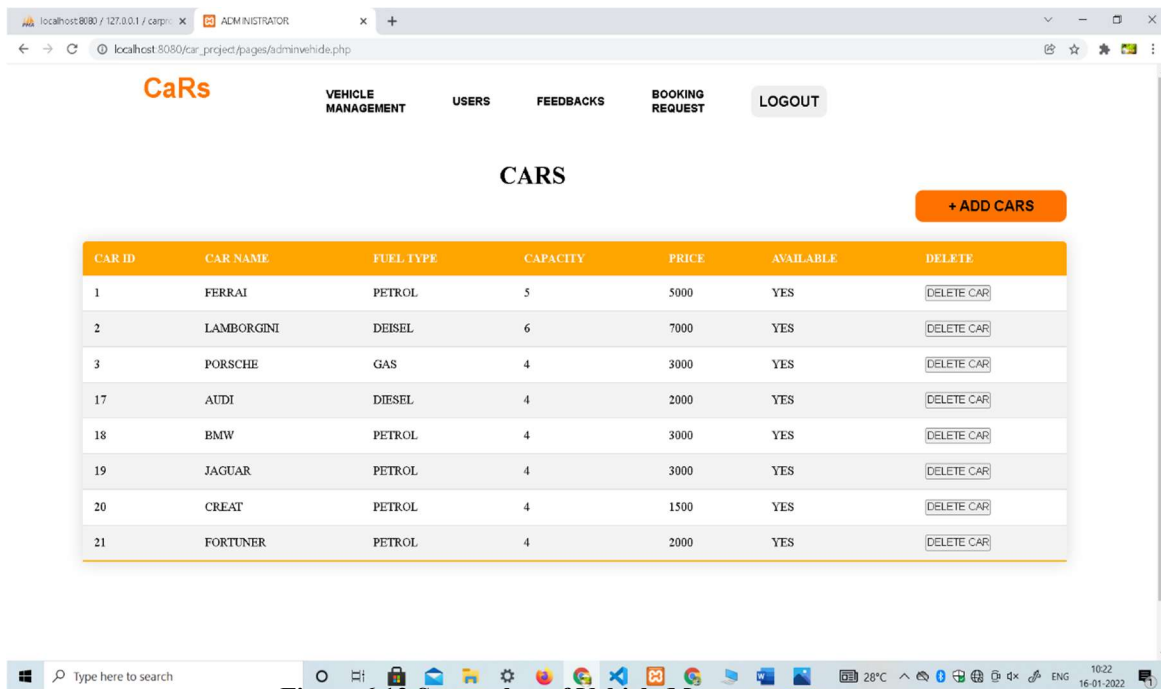 localhost:8080 / 127.0.0.1 / carpro
ADMINISTRATOR
localhost:8080/car_project/pages/adminvehide.php
CaRs
VEHICLE MANAGEMENT
USERS
FEEDBACKS
BOOKING REQUEST
LOGOUT
CARS
+ ADD CARS
CAR ID CAR NAME FUEL TYPE CAPACITY PRICE AVAILABLE DELETE
1 FERRAI PETROL 5 5000 YES DELETE CAR
2 LAMBORGINI DEISEL 6 7000 YES DELETE CAR
3 PORSCHE GAS 4 3000 YES DELETE CAR
17 AUDI DIESEL 4 2000 YES DELETE CAR
18 BMW PETROL 4 3000 YES DELETE CAR
19 JAGUAR PETROL 4 3000 YES DELETE CAR
20 CREAT PETROL 4 1500 YES DELETE CAR
21 FORTUNER PETROL 4 2000 YES DELETE CAR
Type here to search
28°C
ENG
10:22
16-01-2022